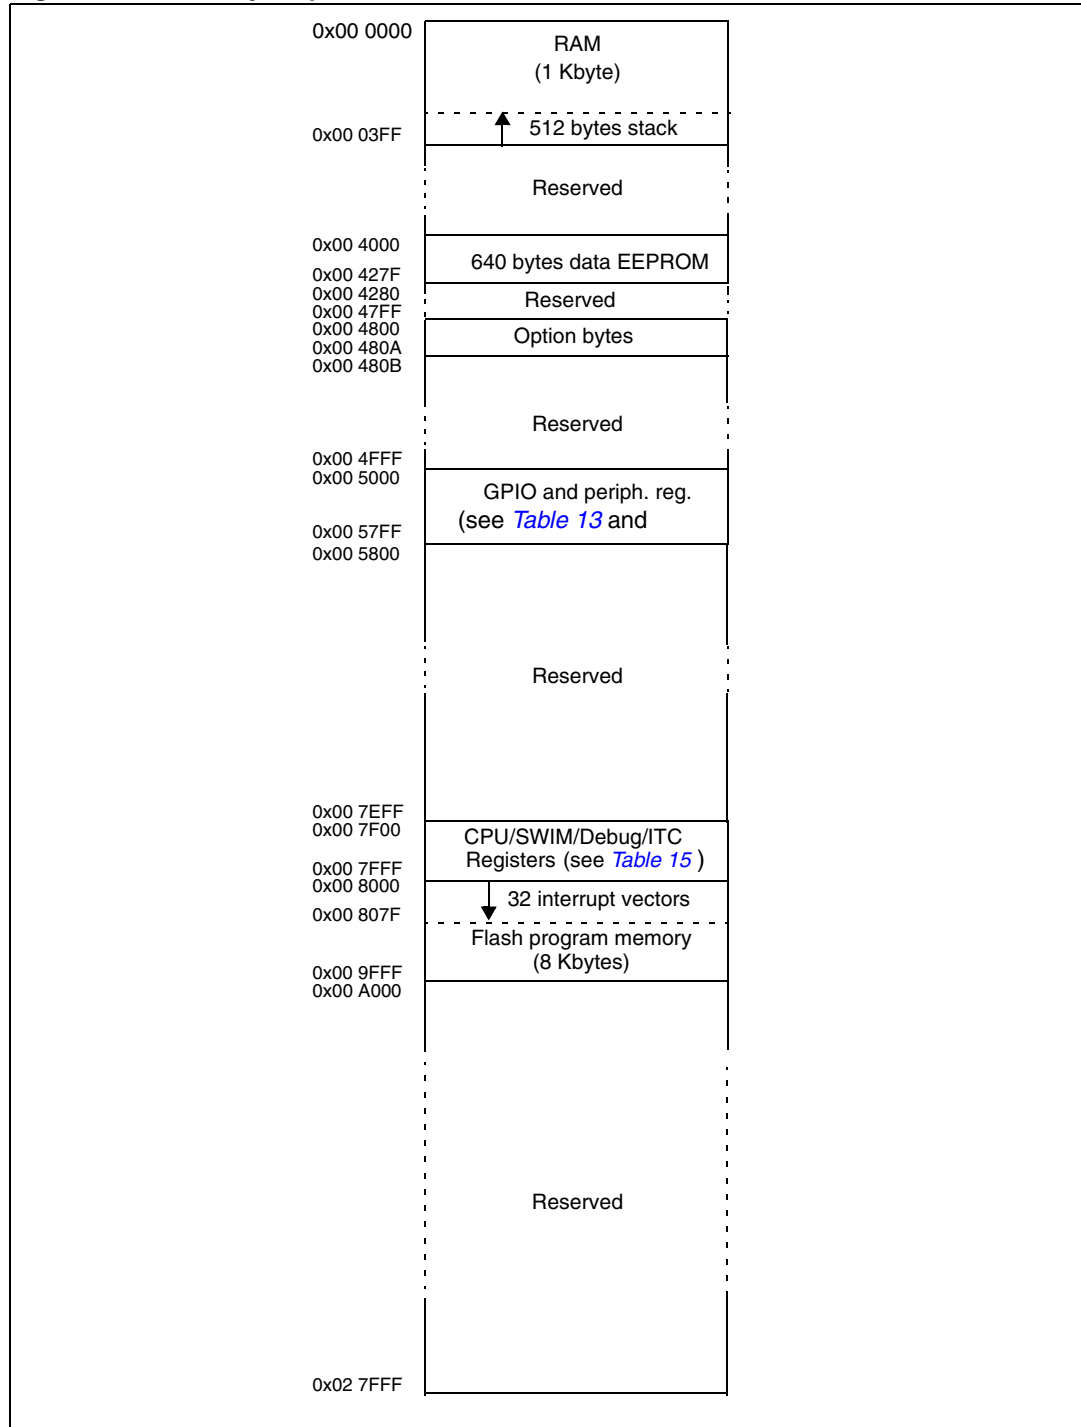 0x00 0000
RAM
(1 Kbyte)
512 bytes stack
0x00 03FF
Reserved
0x00 4000
640 bytes data EEPROM
0x00 427F
0x00 4280
Reserved
0x00 47FF
0x00 4800
Option bytes
0x00 480A
0x00 480B
Reserved
0x00 4FFF
0x00 5000
GPIO and periph. reg.
(see Table 13 and
0x00 57FF
0x00 5800
Reserved
0x00 7EFF
0x00 7F00
CPU/SWIM/Debug/ITC
Registers (see Table 15 )
0x00 7FFF
0x00 8000
32 interrupt vectors
0x00 807F
Flash program memory
(8 Kbytes)
0x00 9FFF
0x00 A000
Reserved
0x02 7FFF